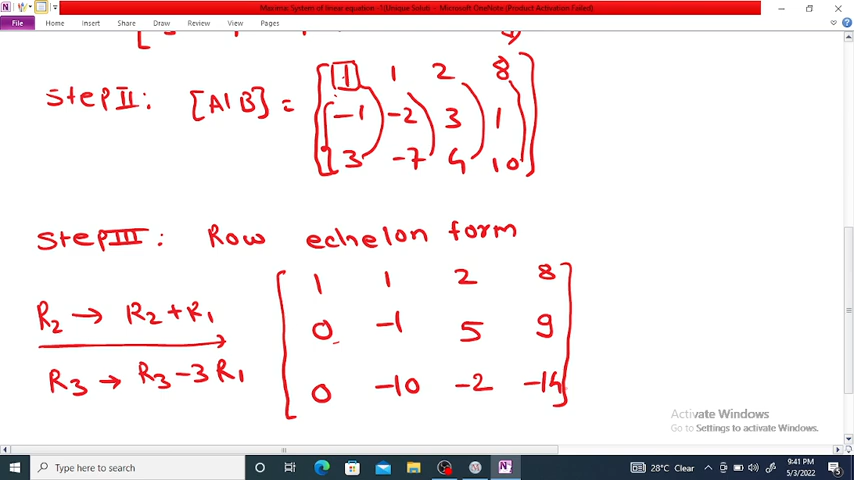 Maxima: System of linear equation -1(Unique Solut) - Microsoft OneNote (Product Activation Failed)
File Home Insert Share Draw Review View Pages
Step II: [A|B] =
1 1 2 8
-1 -2 3 1
3 -7 4 10
Step III: Row echelon form
R2 → R2 + R1
R3 → R3 - 3R1
1 1 2 8
0 -1 5 9
0 -10 -2 -14
Activate Windows
Go to Settings to activate Windows.
Type here to search
28°C Clear
9:41 PM
5/3/2022